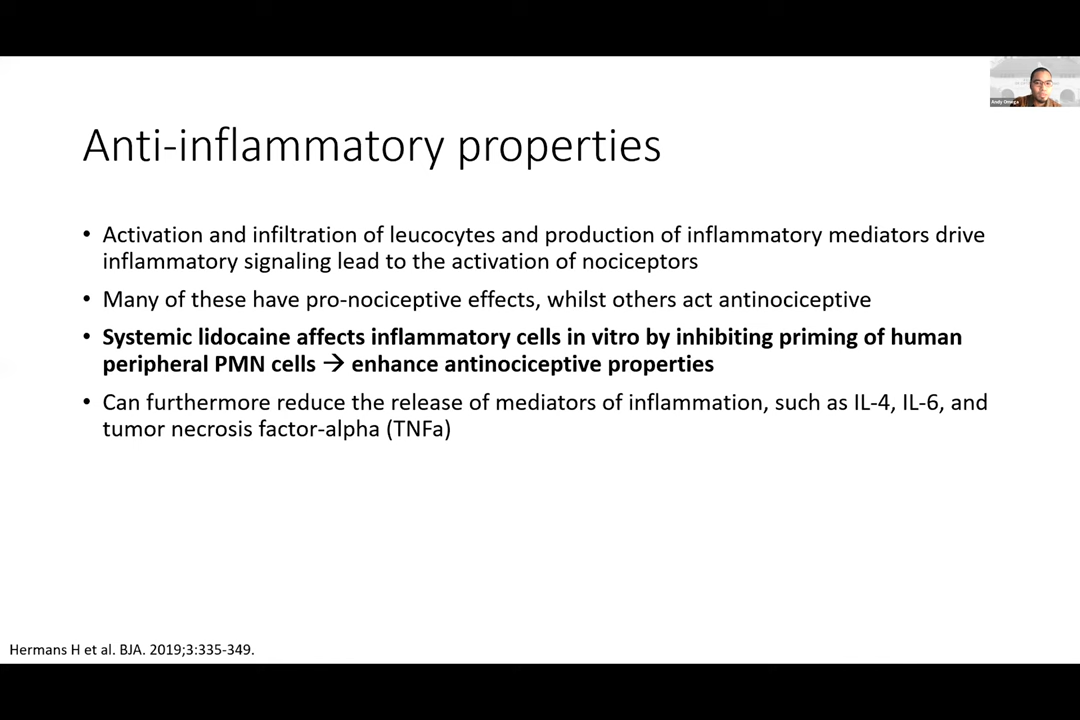 Andy Omega
Anti-inflammatory properties
• Activation and infiltration of leucocytes and production of inflammatory mediators drive
inflammatory signaling lead to the activation of nociceptors
• Many of these have pro-nociceptive effects, whilst others act antinociceptive
• Systemic lidocaine affects inflammatory cells in vitro by inhibiting priming of human
peripheral PMN cells → enhance antinociceptive properties
• Can furthermore reduce the release of mediators of inflammation, such as IL-4, IL-6, and
tumor necrosis factor-alpha (TNFa)
Hermans H et al. BJA. 2019;3:335-349.